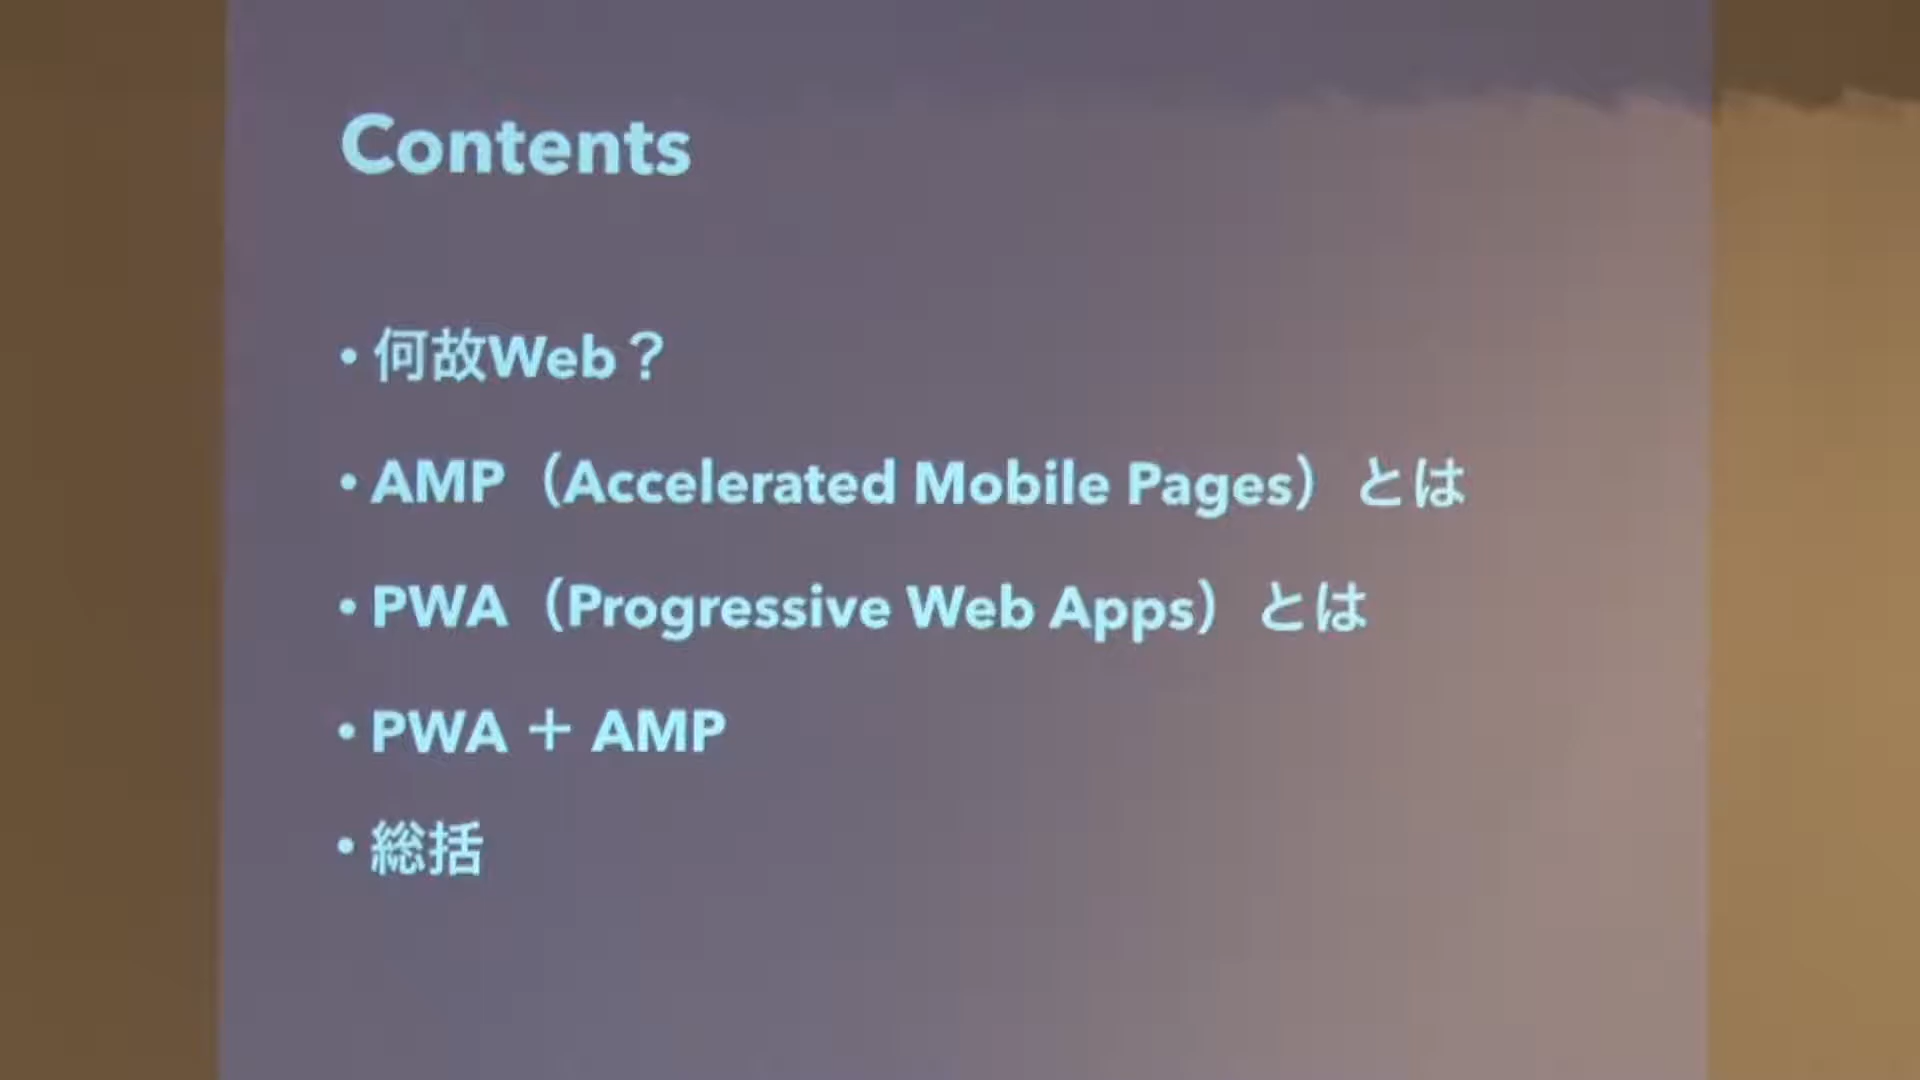 Contents
• 何故Web？
• AMP（Accelerated Mobile Pages）とは
• PWA（Progressive Web Apps）とは
• PWA ＋ AMP
• 総括